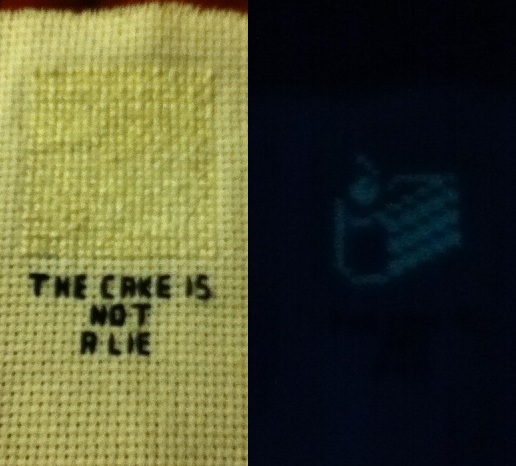 THE CAKE IS
NOT
A LIE